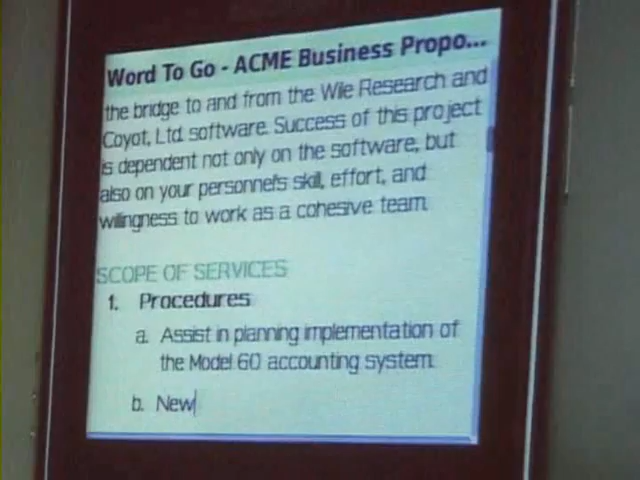 Word To Go - ACME Business Propo...
the bridge to and from the Wile Research and
Coyot, Ltd. software. Success of this project
is dependent not only on the software, but
also on your personnel's skill, effort, and
willingness to work as a cohesive team.
SCOPE OF SERVICES
1. Procedures
a. Assist in planning implementation of
the Model 60 accounting system.
b. New